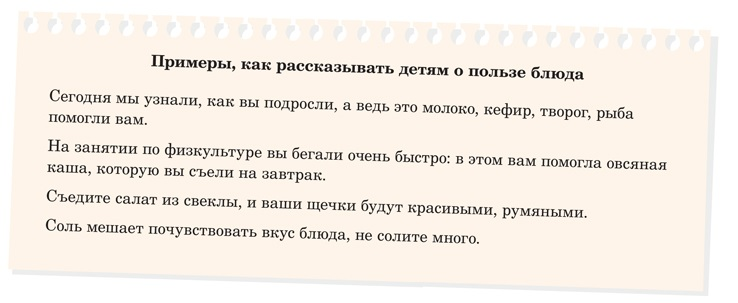 Примеры, как рассказывать детям о пользе блюда
Сегодня мы узнали, как вы подросли, а ведь это молоко, кефир, творог, рыба
помогли вам.
На занятии по физкультуре вы бегали очень быстро: в этом вам помогла овсяная
каша, которую вы съели на завтрак.
Съедите салат из свеклы, и ваши щечки будут красивыми, румяными.
Соль мешает почувствовать вкус блюда, не солите много.